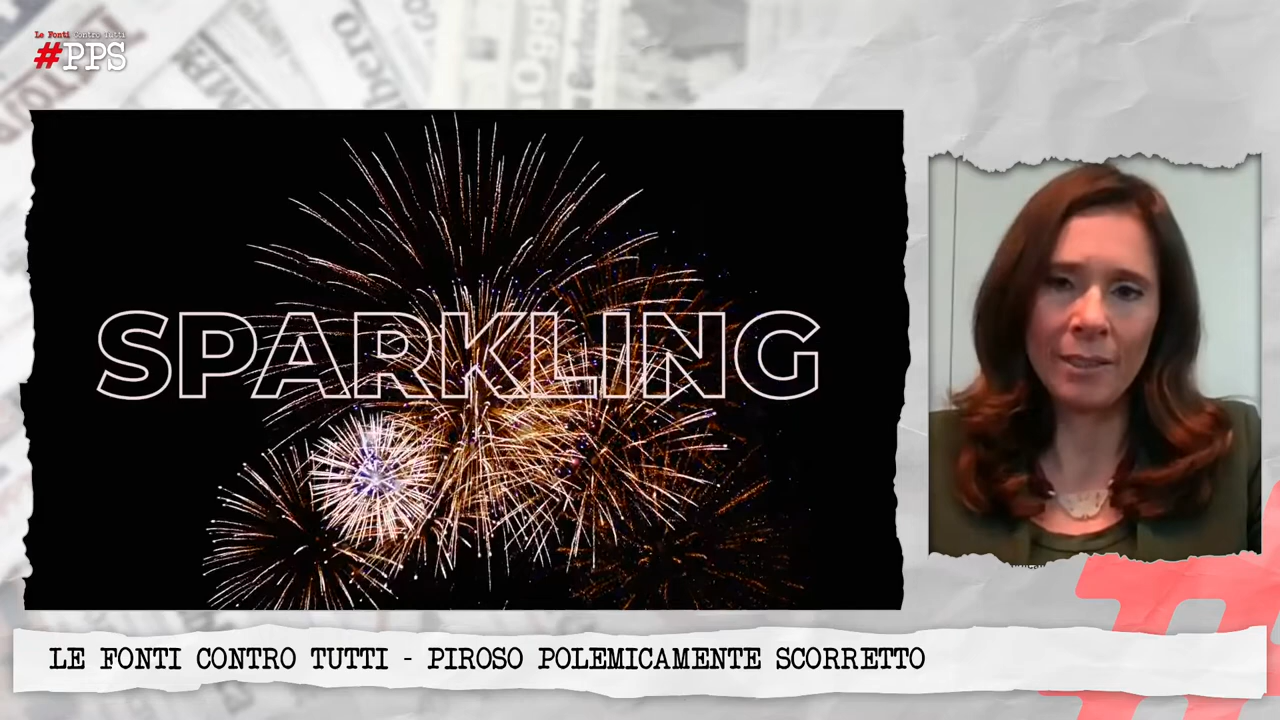 Le Fonti Contro Tutti
#PPS
SPARKLING
LE FONTI CONTRO TUTTI - PIROSO POLEMICAMENTE SCORRETTO